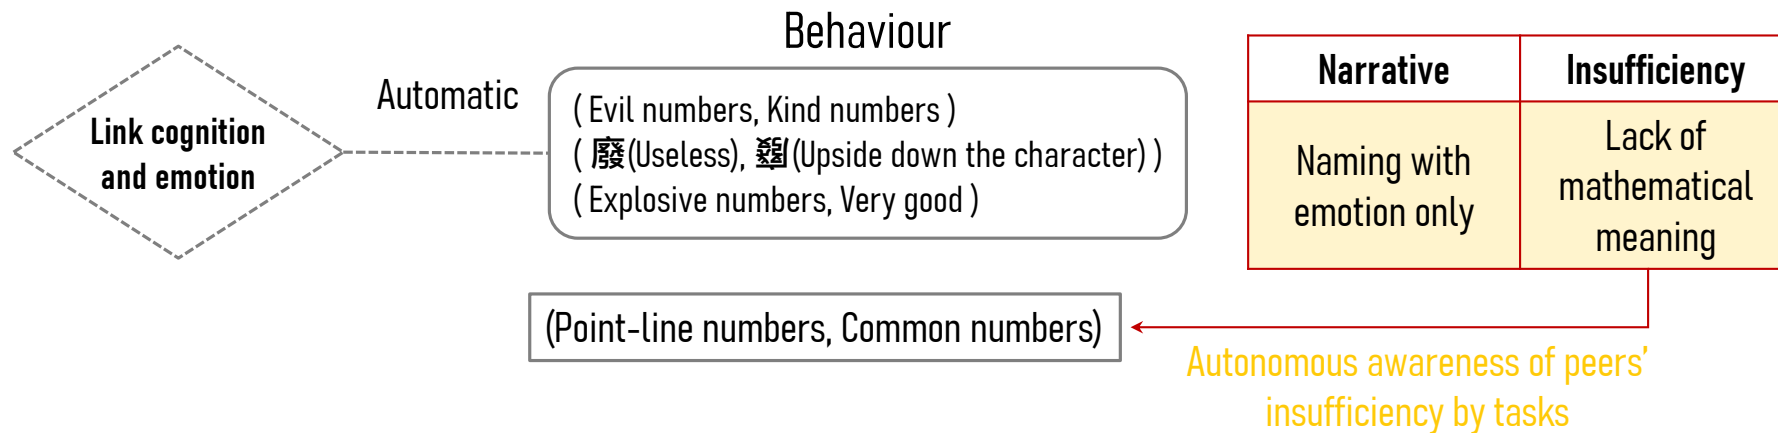 Behaviour
Link cognition
and emotion
Automatic
( Evil numbers, Kind numbers )
( 廢(Useless), (Upside down the character) )
( Explosive numbers, Very good )
Narrative
Insufficiency
Naming with
emotion only
Lack of
mathematical
meaning
(Point-line numbers, Common numbers)
Autonomous awareness of peers'
insufficiency by tasks